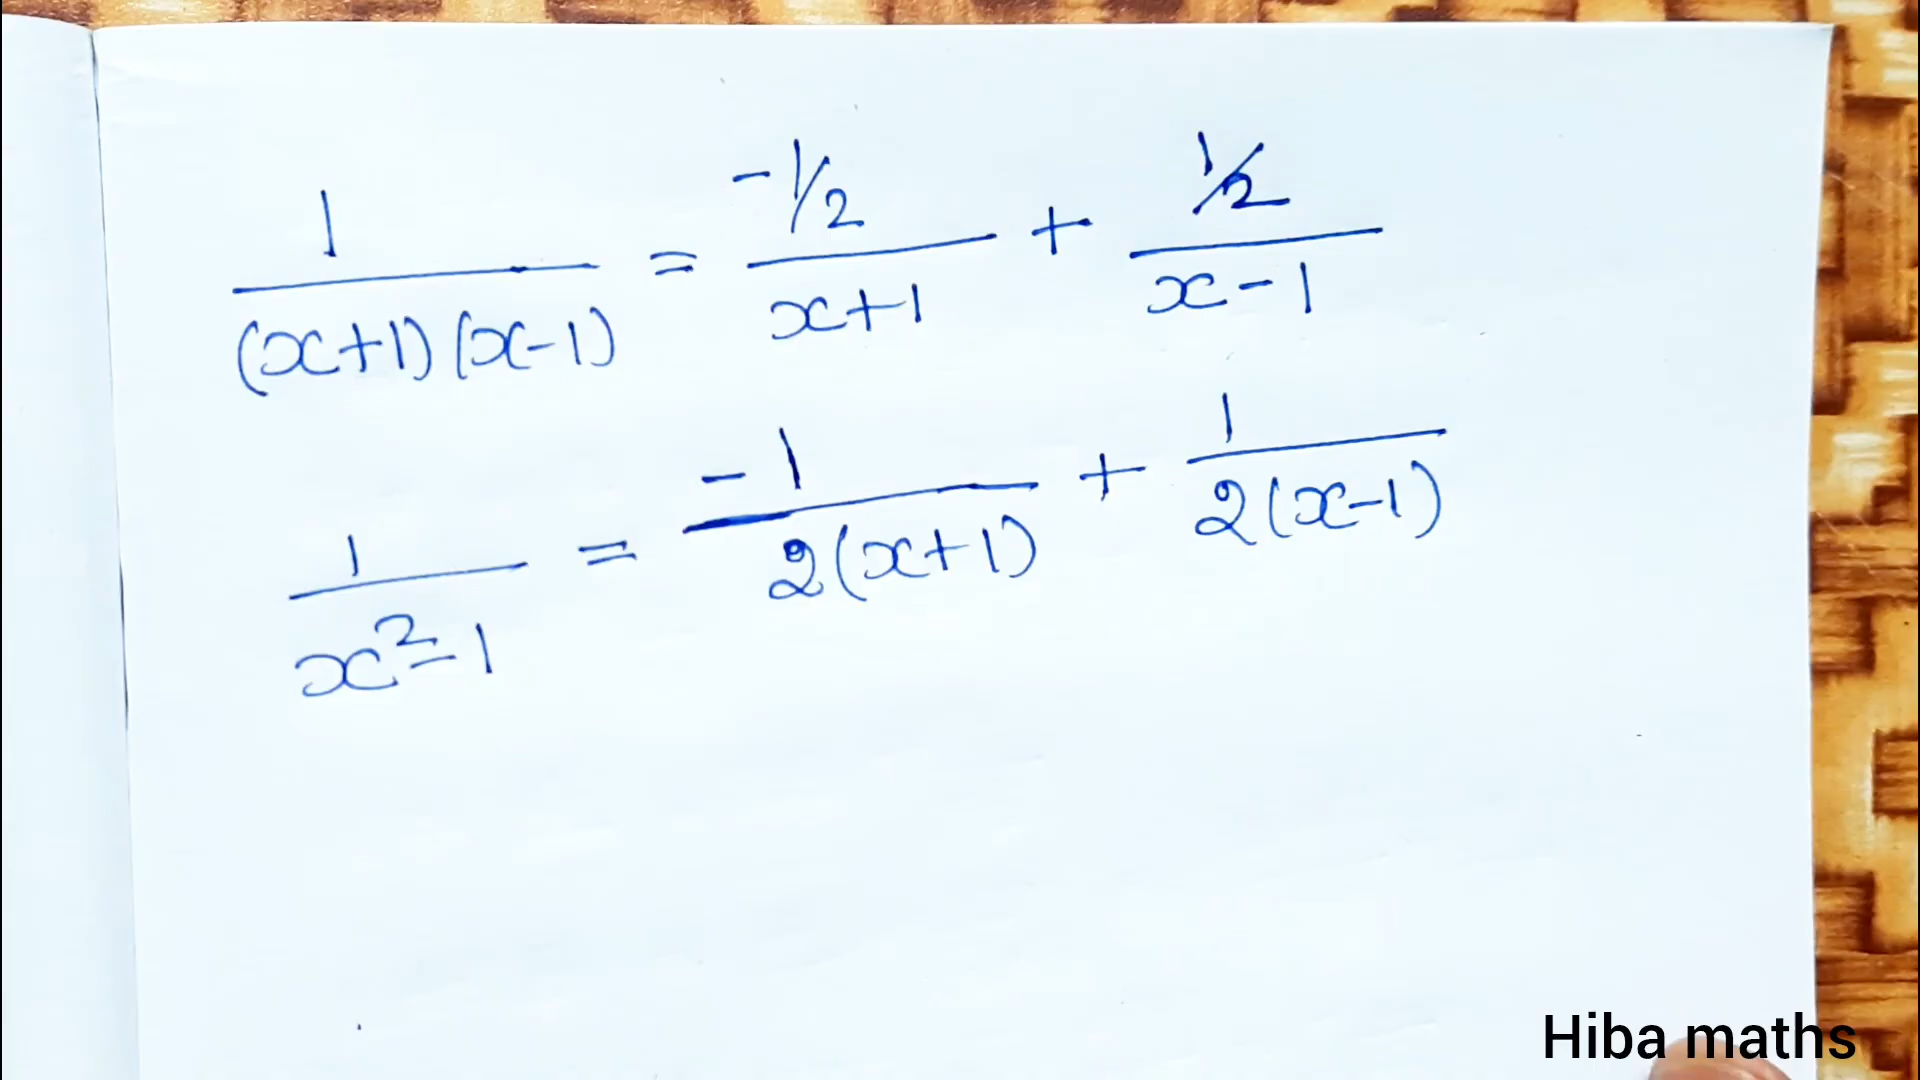 1/((x+1)(x-1)) = (-1/2)/(x+1) + (1/2)/(x-1)
1/(x²-1) = -1/(2(x+1)) + 1/(2(x-1))
Hiba maths